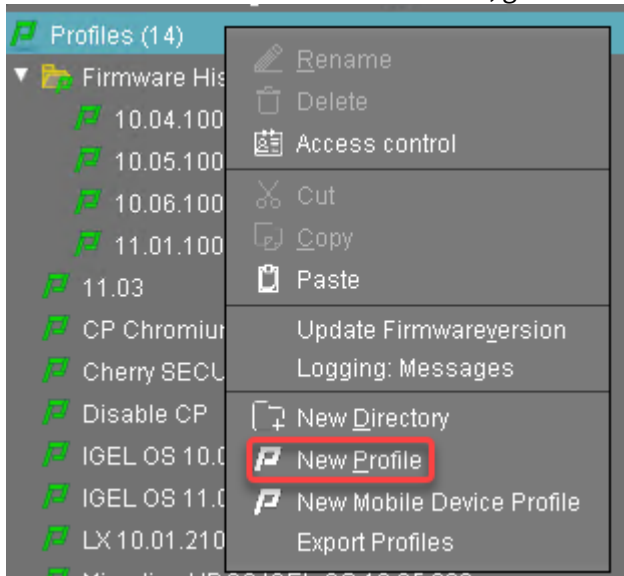 Profiles (14)
Firmware His
10.04.100
10.05.100
10.06.100
11.01.100
11.03
CP Chromiur
Cherry SECU
Disable CP
IGEL OS 10.0
IGEL OS 11.0
LX 10.01.210
Rename
Delete
Access control
Cut
Copy
Paste
Update Firmwareversion
Logging: Messages
New Directory
New Profile
New Mobile Device Profile
Export Profiles